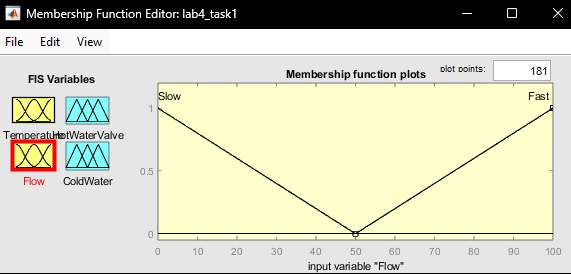 Membership Function Editor: lab4_task1
File Edit View
FIS Variables
Membership function plots
plot points: 181
Temperature HotWaterValve
Flow ColdWater
Slow Fast
1
0.5
0
0 10 20 30 40 50 60 70 80 90 100
input variable "Flow"